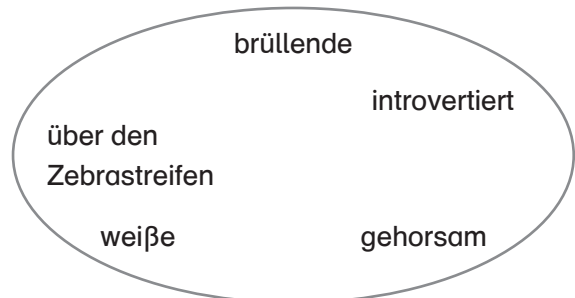 brüllende
introvertiert
über den
Zebrastreifen
weiße
gehorsam